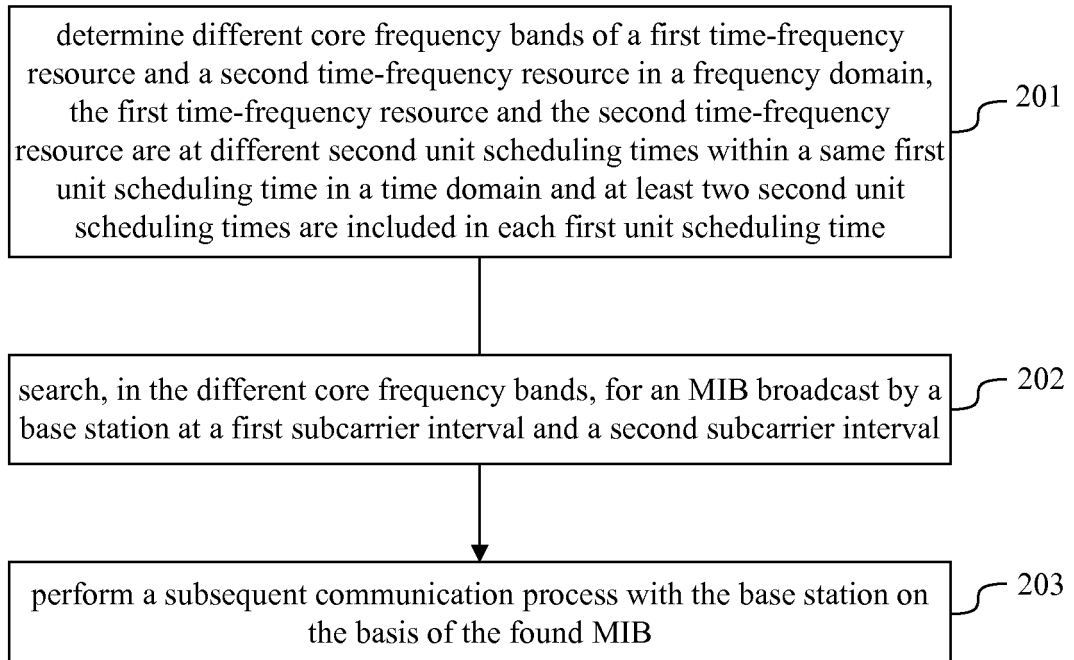 determine different core frequency bands of a first time-frequency
resource and a second time-frequency resource in a frequency domain,
the first time-frequency resource and the second time-frequency
resource are at different second unit scheduling times within a same first
unit scheduling time in a time domain and at least two second unit
scheduling times are included in each first unit scheduling time
201
search, in the different core frequency bands, for an MIB broadcast by a
base station at a first subcarrier interval and a second subcarrier interval
202
perform a subsequent communication process with the base station on
the basis of the found MIB
203